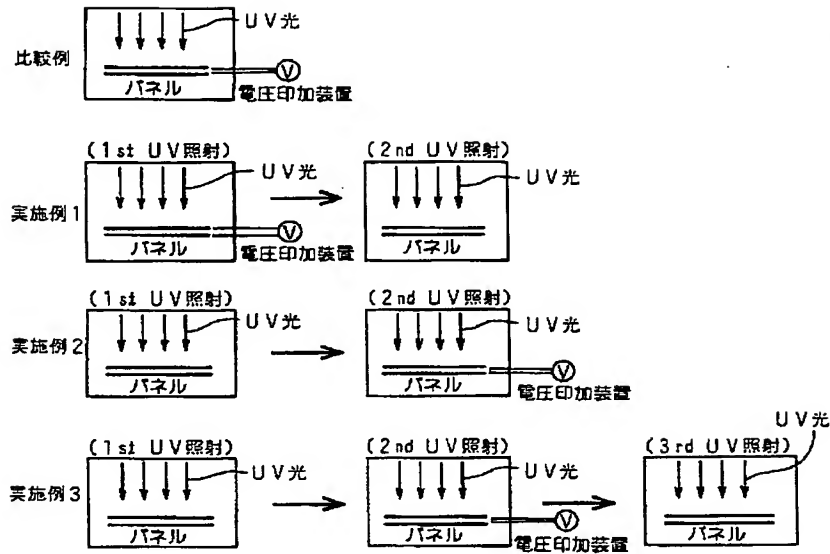 UV光
比較例
V
パネル
電圧印加装置
(1st UV照射)
(2nd UV照射)
UV光
UV光
実施例1
V
パネル
電圧印加装置
パネル
(1st UV照射)
(2nd UV照射)
UV光
UV光
実施例2
V
パネル
パネル
電圧印加装置
UV光
(1st UV照射)
(2nd UV照射)
(3rd UV照射)
UV光
UV光
実施例3
V
パネル
パネル
電圧印加装置
パネル